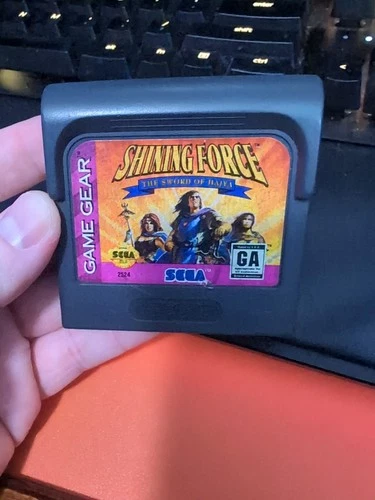 GAME GEAR
SHINING FORCE
THE SWORD OF HAJYA
SEGA
2524
SEGA
GA